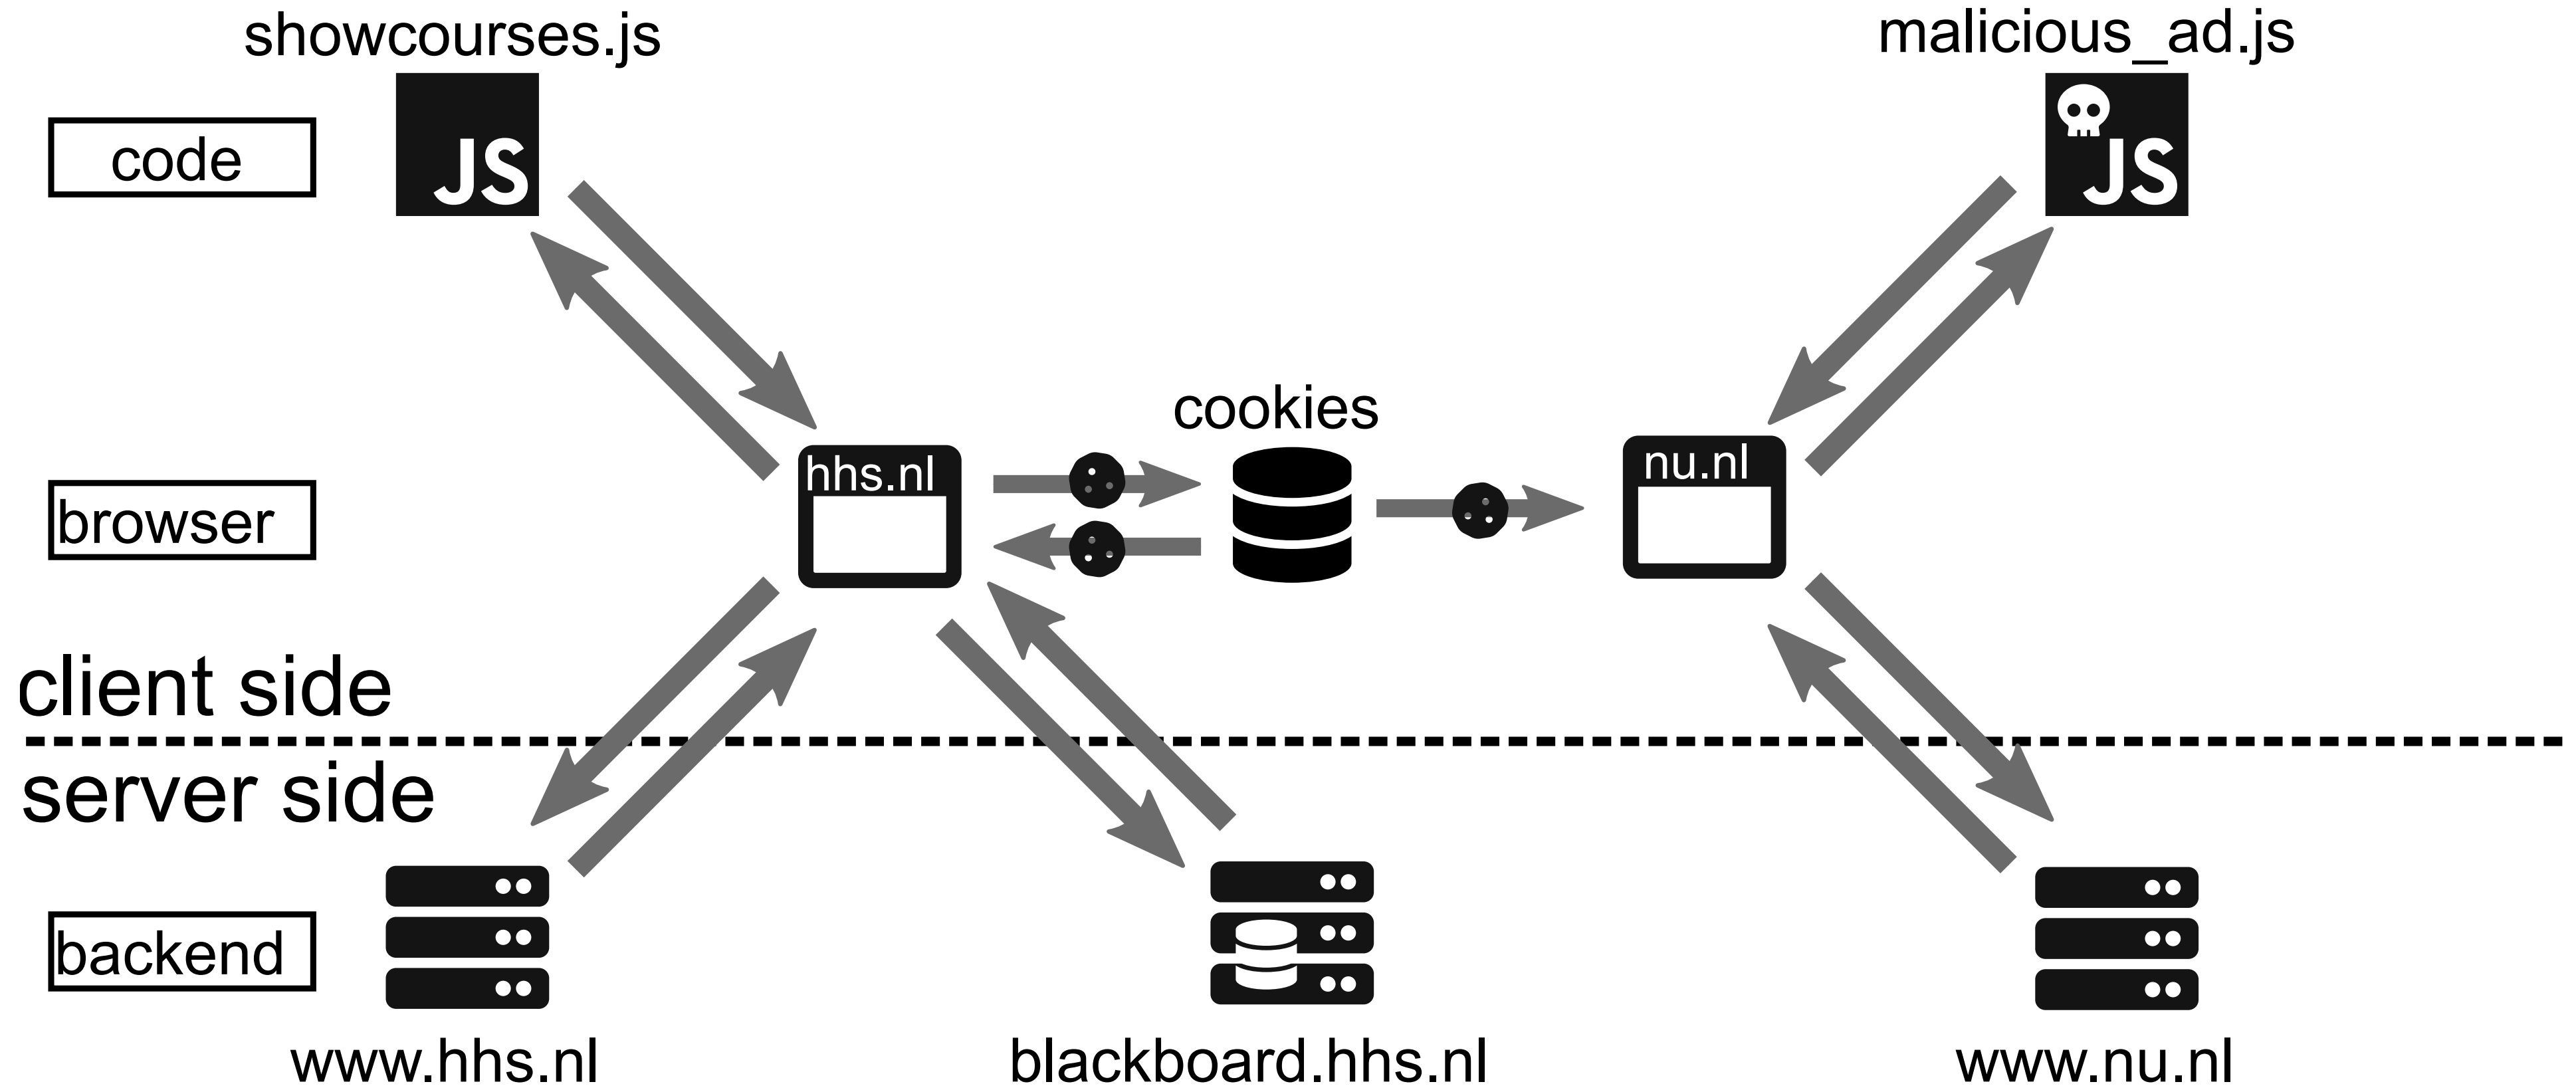 showcourses.js
malicious_ad.js
code
JS
JS
cookies
hhs.nl
nu.nl
browser
client side
server side
backend
www.hhs.nl
blackboard.hhs.nl
www.nu.nl